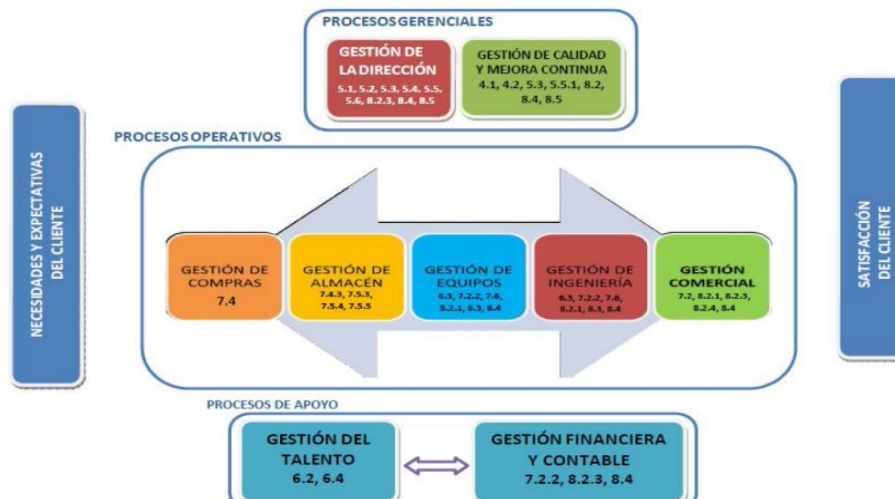 PROCESOS GERENCIALES
GESTIÓN DE
LA DIRECCIÓN
5.1, 5.2, 5.3, 5.4, 5.5,
5.6, 8.2.3, 8.4, 8.5
GESTIÓN DE CALIDAD
Y MEJORA CONTINUA
4.1, 4.2, 5.3, 5.5.1, 8.2,
8.4, 8.5
NECESIDADES Y EXPECTATIVAS
DEL CLIENTE
PROCESOS OPERATIVOS
GESTIÓN DE
COMPRAS
7.4
GESTIÓN DE
ALMACÉN
7.4.3, 7.5.3,
7.5.4, 7.5.5
GESTIÓN DE
EQUIPOS
6.3, 7.2.2, 7.6,
8.2.1, 8.3, 8.4
GESTIÓN DE
INGENIERÍA
6.3, 7.2.2, 7.6,
8.2.1, 8.3, 8.4
GESTIÓN
COMERCIAL
7.2, 8.2.1, 8.2.3,
8.2.4, 8.4
SATISFACCIÓN
DEL CLIENTE
PROCESOS DE APOYO
GESTIÓN DEL
TALENTO
6.2, 6.4
GESTIÓN FINANCIERA
Y CONTABLE
7.2.2, 8.2.3, 8.4